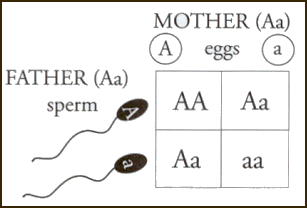 MOTHER (Aa)
A eggs a
FATHER (Aa)
sperm
A AA Aa
a Aa aa